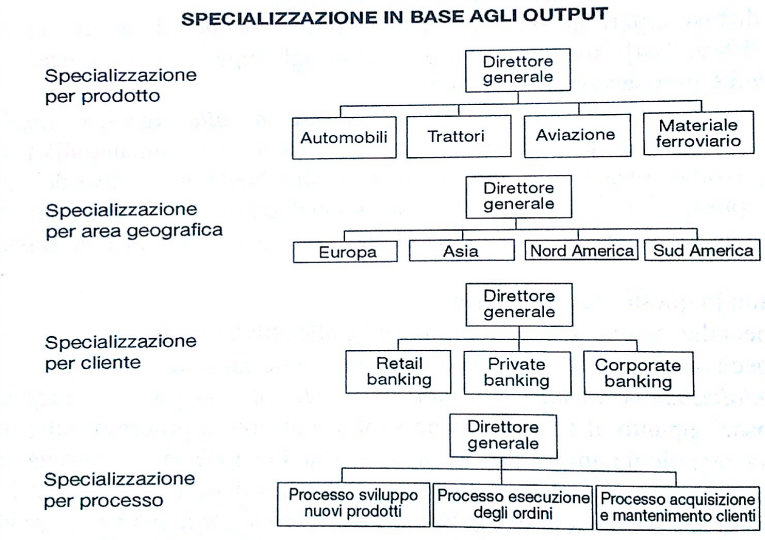 SPECIALIZZAZIONE IN BASE AGLI OUTPUT
Specializzazione
per prodotto
Direttore
generale
Automobili
Trattori
Aviazione
Materiale
ferroviario
Specializzazione
per area geografica
Direttore
generale
Europa
Asia
Nord America
Sud America
Specializzazione
per cliente
Direttore
generale
Retail
banking
Private
banking
Corporate
banking
Specializzazione
per processo
Direttore
generale
Processo sviluppo
nuovi prodotti
Processo esecuzione
degli ordini
Processo acquisizione
e mantenimento clienti